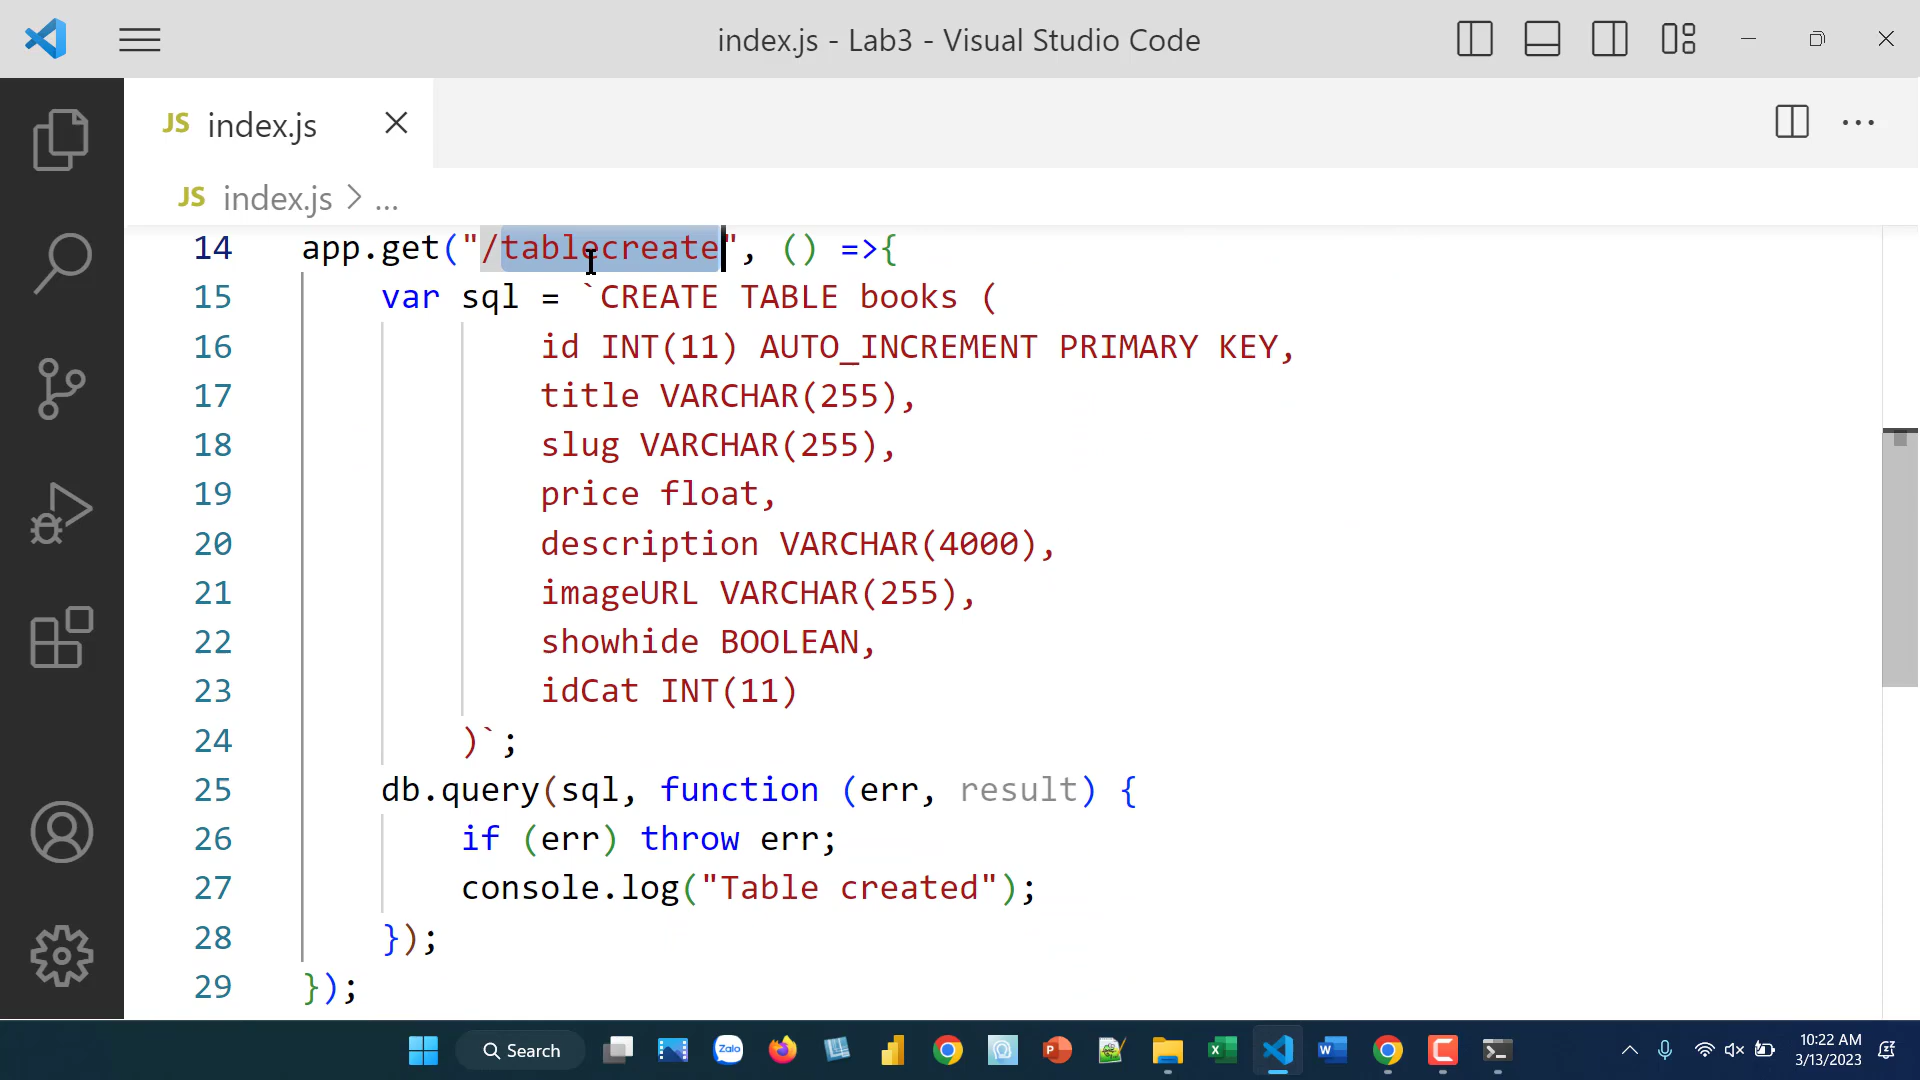 index.js - Lab3 - Visual Studio Code
JS index.js
JS index.js > ...
14 app.get("/tablecreate", () =>{
15 var sql = `CREATE TABLE books (
16 id INT(11) AUTO_INCREMENT PRIMARY KEY,
17 title VARCHAR(255),
18 slug VARCHAR(255),
19 price float,
20 description VARCHAR(4000),
21 imageURL VARCHAR(255),
22 showhide BOOLEAN,
23 idCat INT(11)
24 )`;
25 db.query(sql, function (err, result) {
26 if (err) throw err;
27 console.log("Table created");
28 });
29 });
Search
Zalo
10:22 AM
3/13/2023